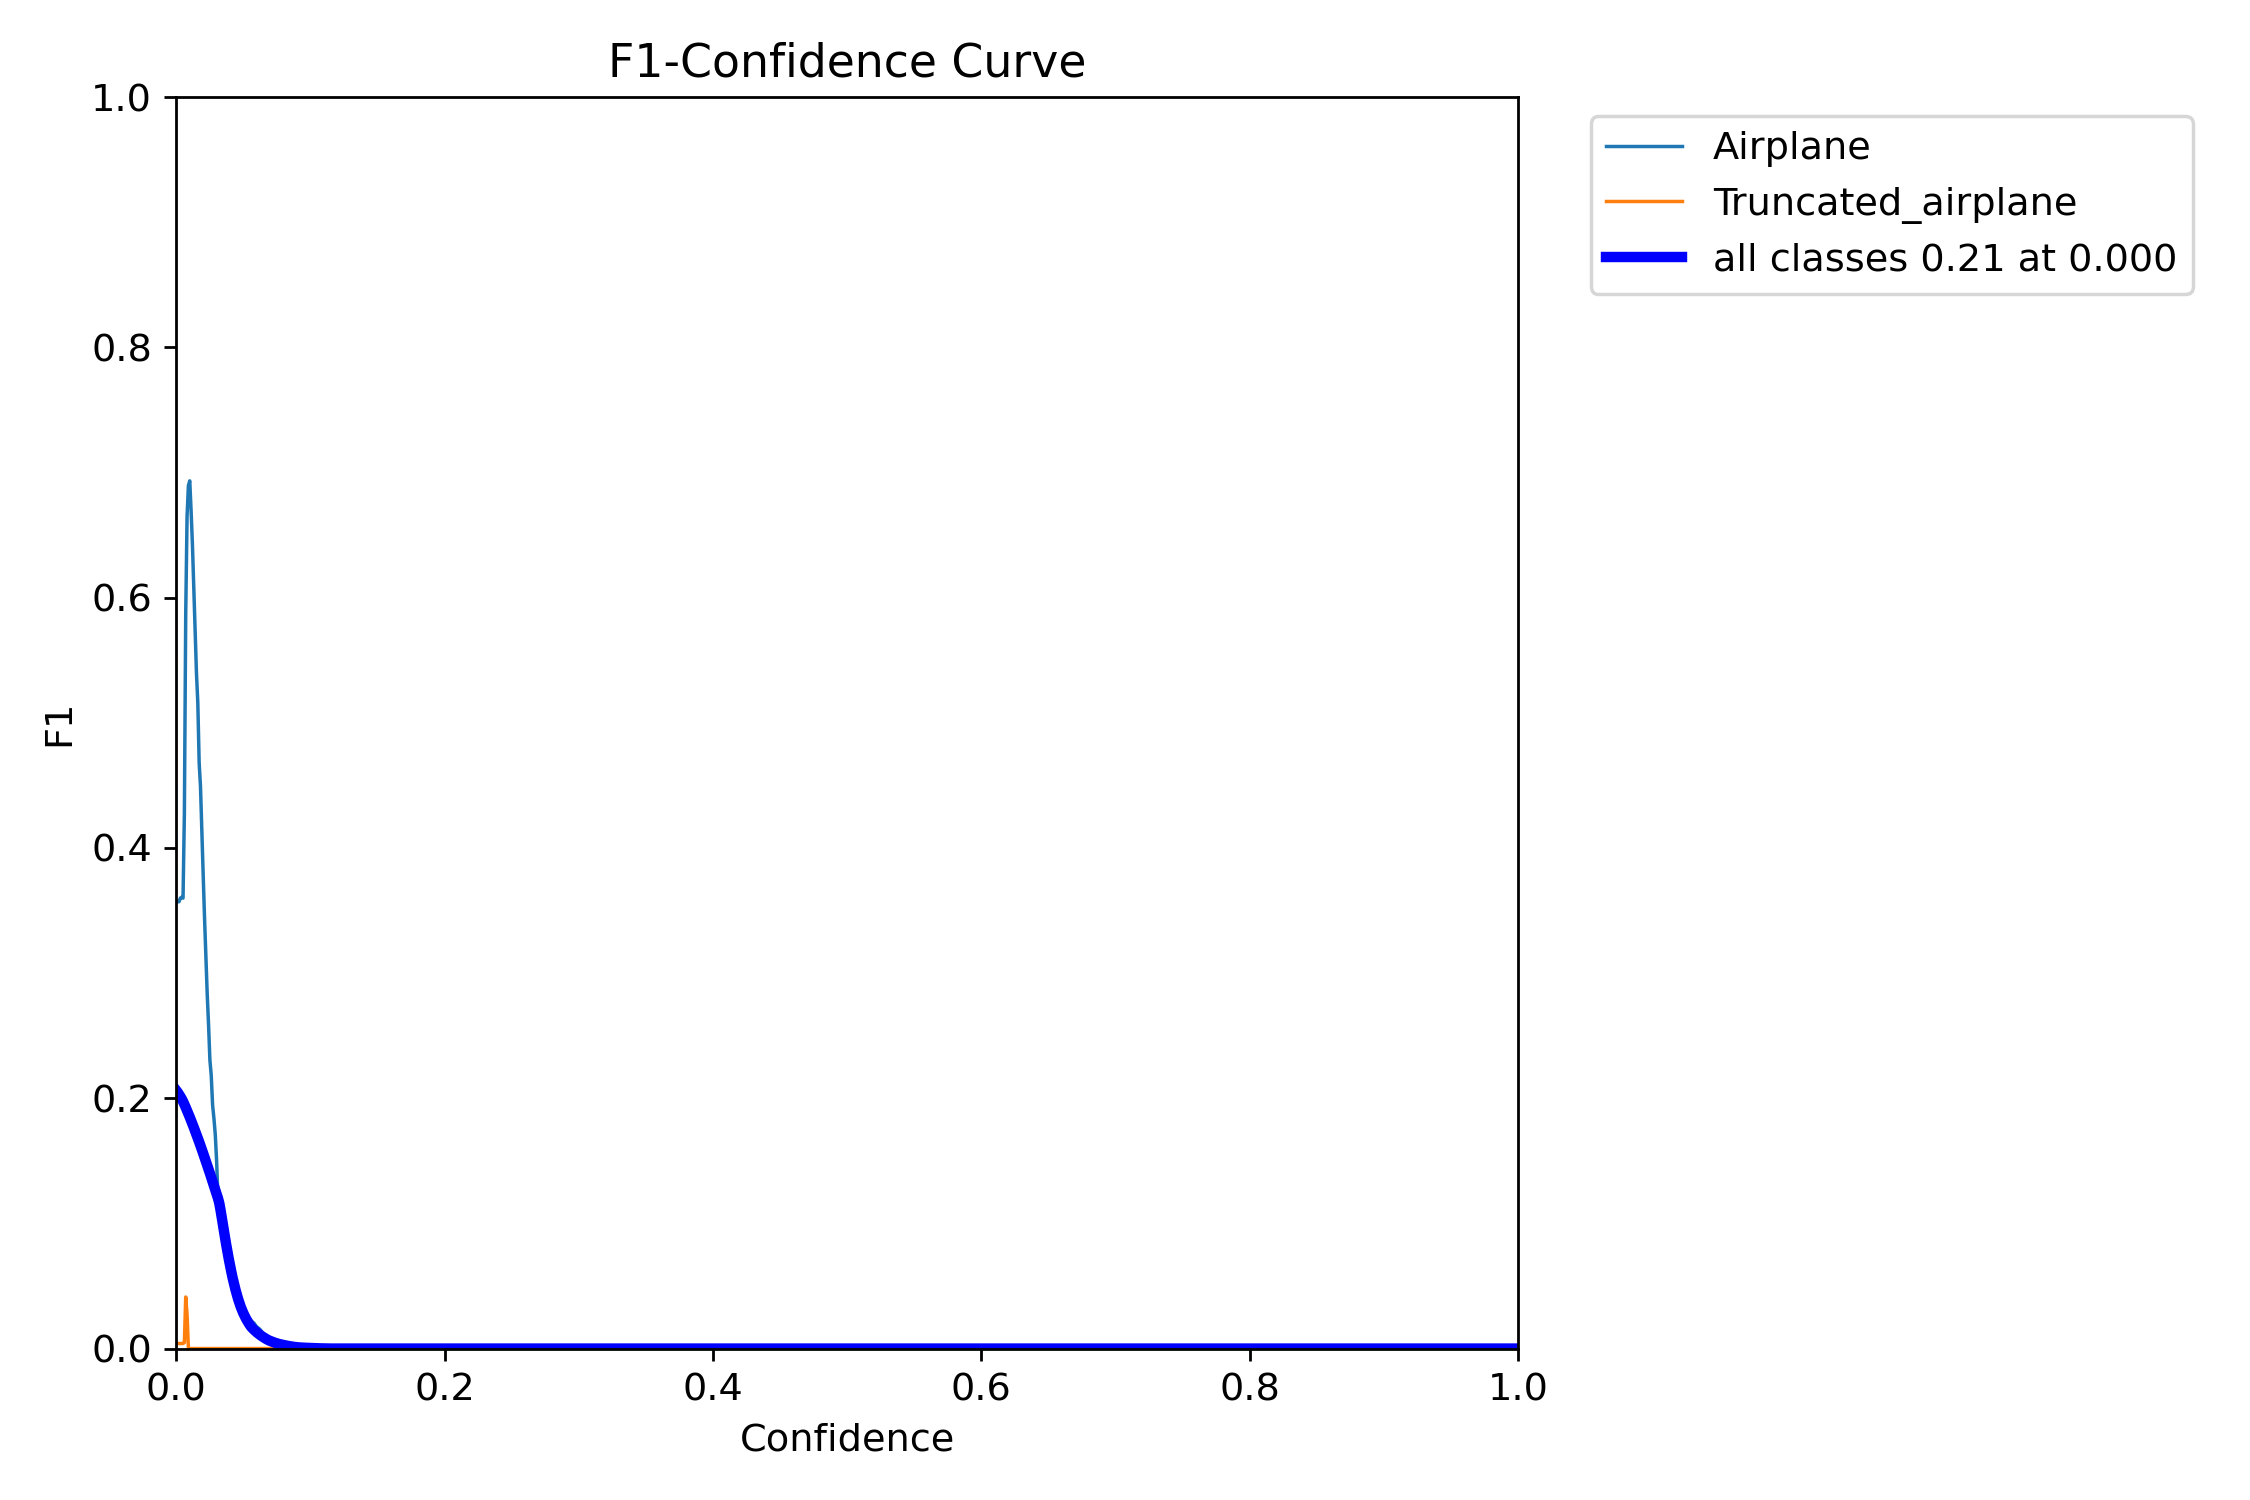 F1-Confidence Curve
1.0
0.8
0.6
0.4
0.2
0.0
F1
0.0 0.2 0.4 0.6 0.8 1.0
Confidence
Airplane
Truncated_airplane
all classes 0.21 at 0.000